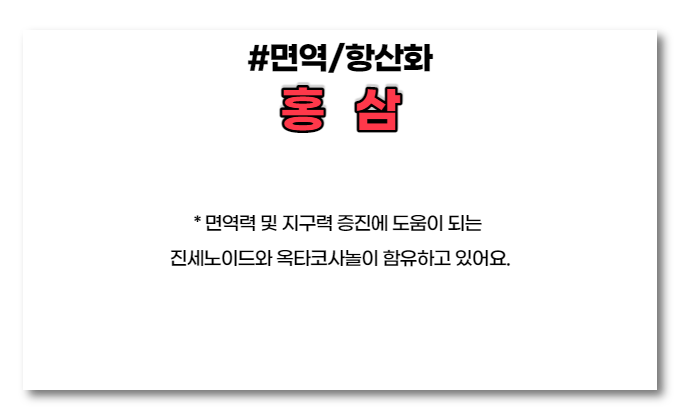 #면역/항산화
홍 삼
* 면역력 및 지구력 증진에 도움이 되는
진세노이드와 옥타코사놀이 함유하고 있어요.